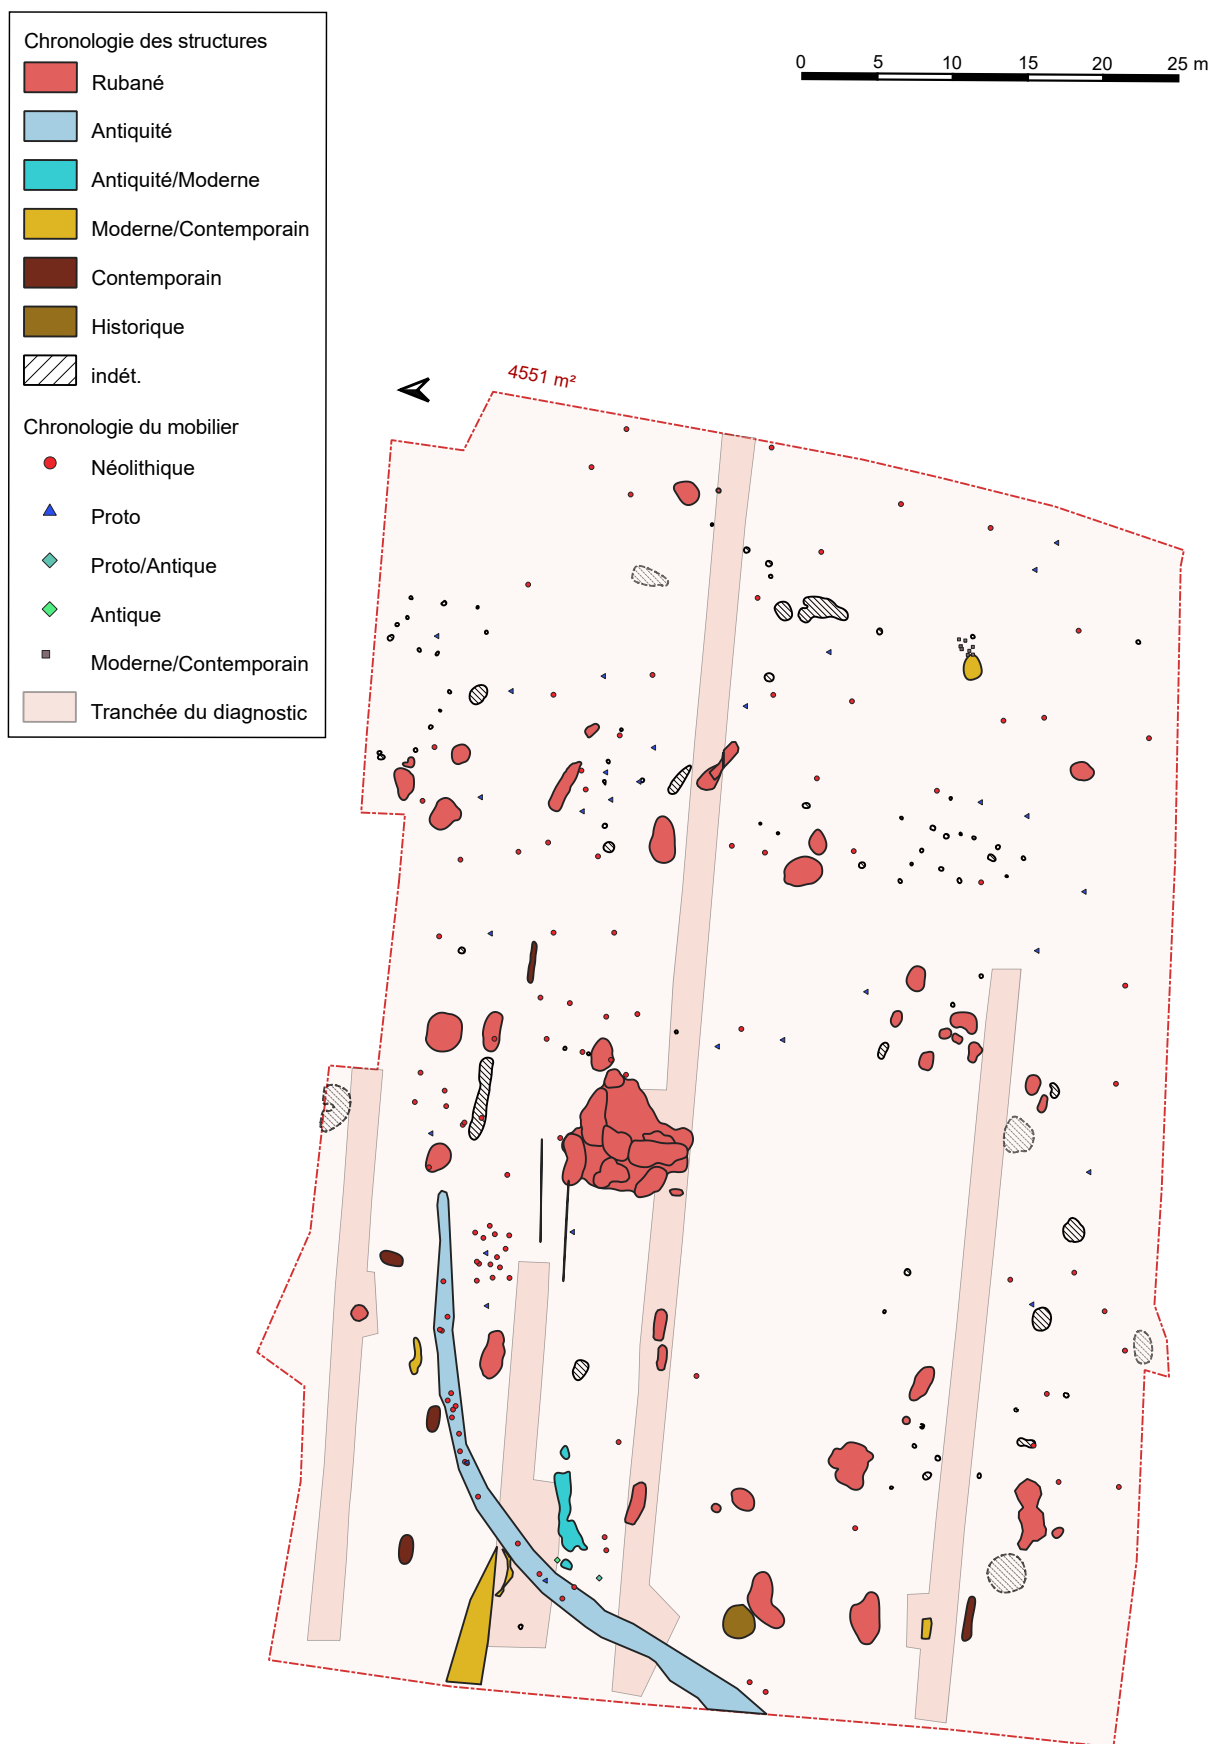 Chronologie des structures
Rubané
Antiquité
Antiquité/Moderne
Moderne/Contemporain
Contemporain
Historique
indét.
Chronologie du mobilier
Néolithique
Proto
Proto/Antique
Antique
Moderne/Contemporain
Tranchée du diagnostic
0 5 10 15 20 25 m
4551 m²